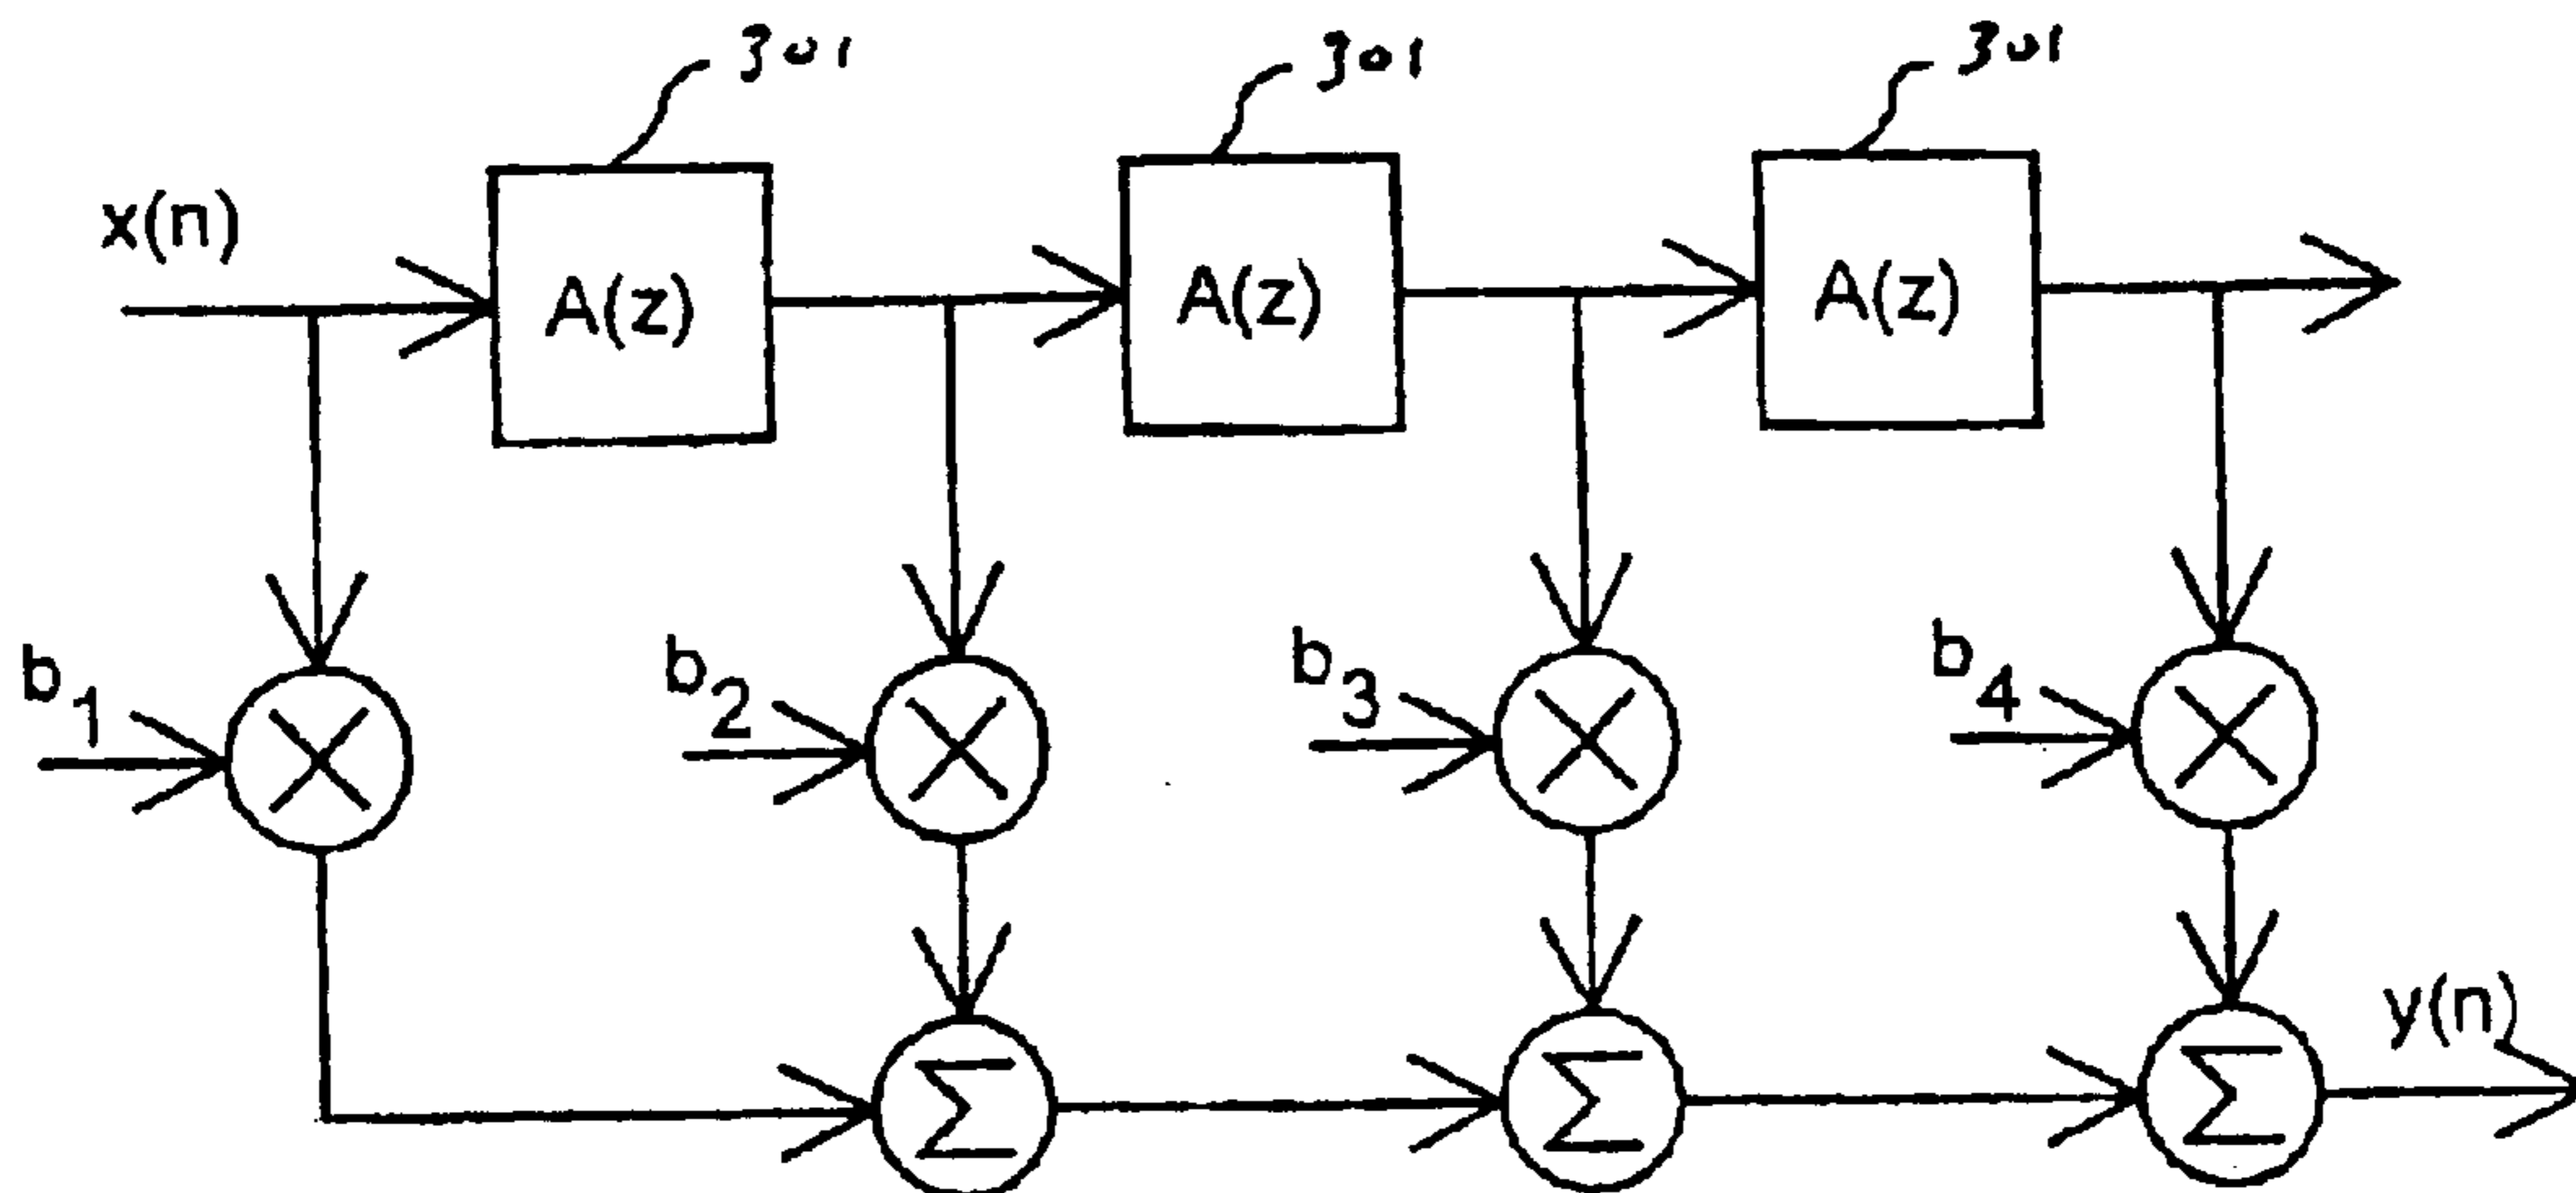 301 301 301
x(n)
A(z) A(z) A(z)
b1 b2 b3 b4
Σ Σ Σ
y(n)